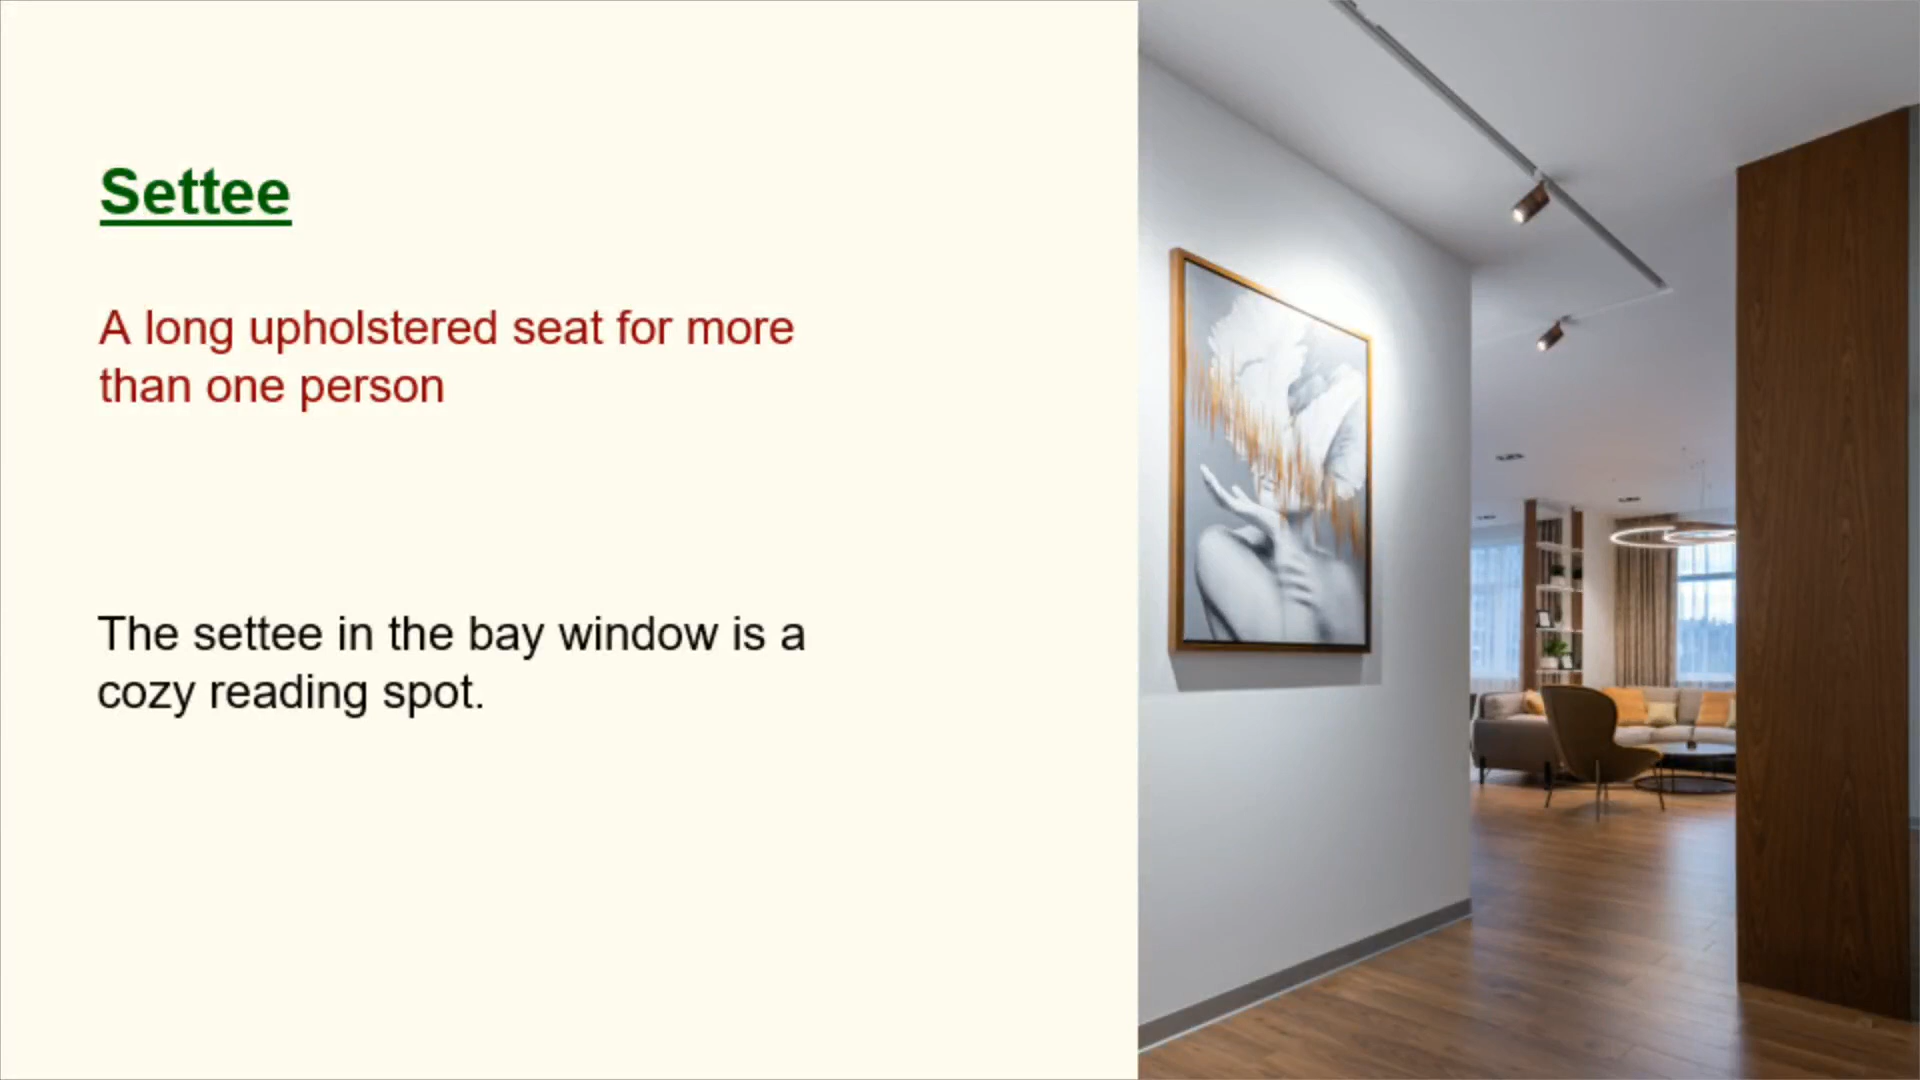 Settee
A long upholstered seat for more
than one person
The settee in the bay window is a
cozy reading spot.